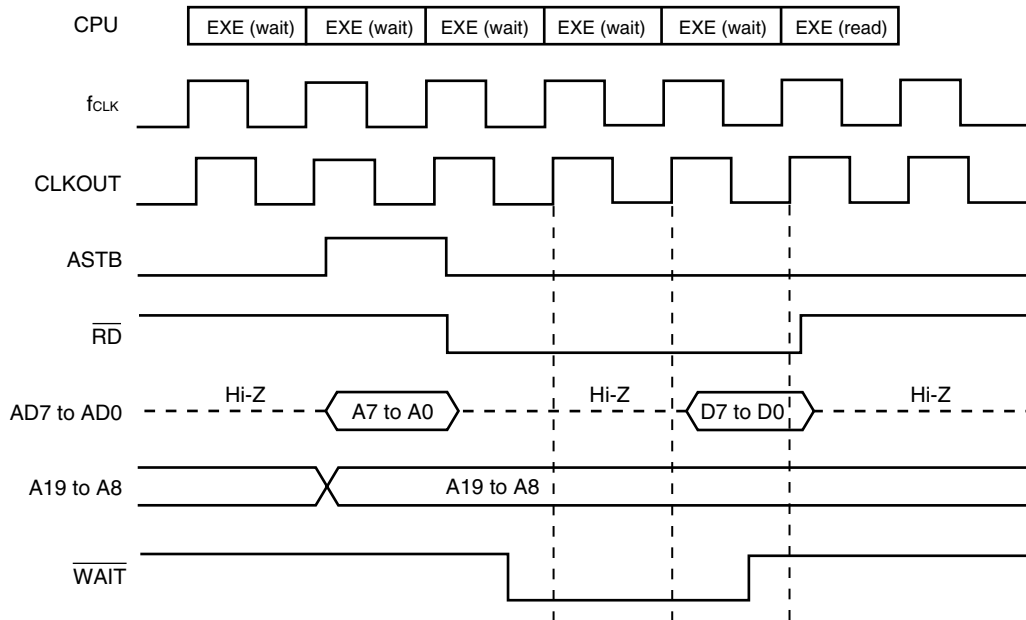 CPU EXE (wait) EXE (wait) EXE (wait) EXE (wait) EXE (wait) EXE (read)
fCLK
CLKOUT
ASTB
RD
AD7 to AD0 Hi-Z A7 to A0 Hi-Z D7 to D0 Hi-Z
A19 to A8 A19 to A8
WAIT